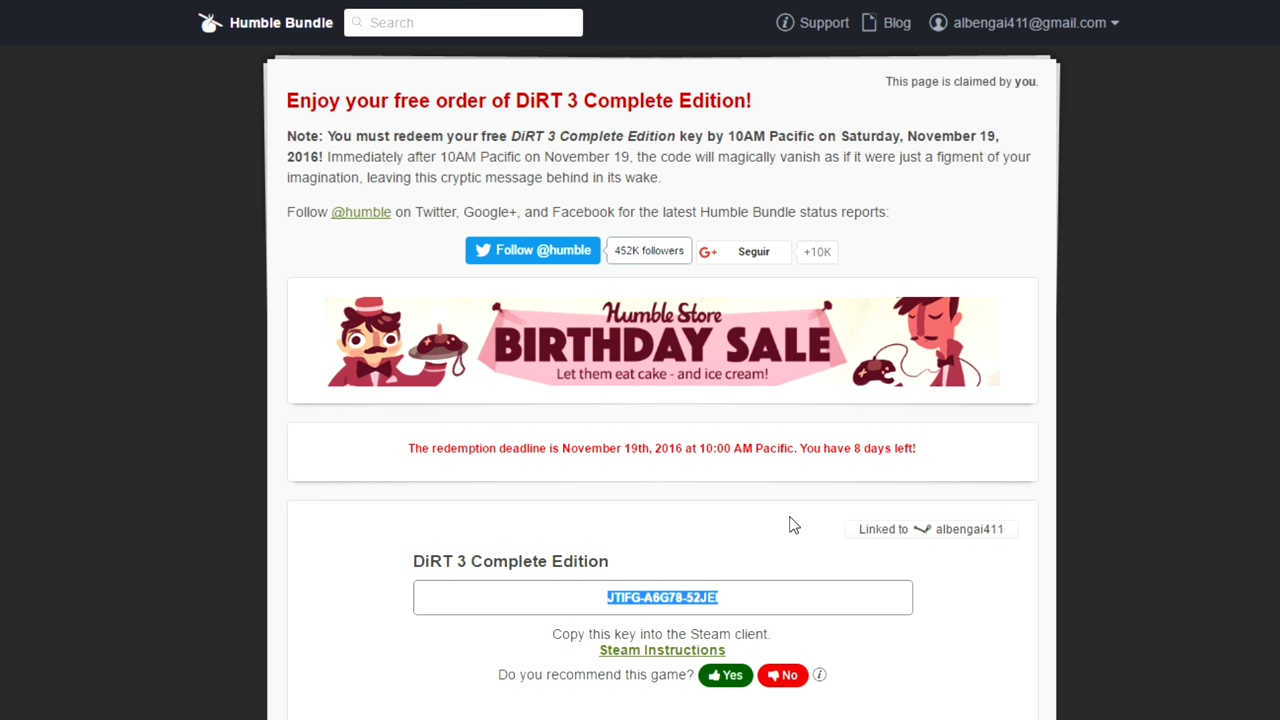 Humble Bundle
Search
Support
Blog
albengai411@gmail.com
This page is claimed by you.
Enjoy your free order of DiRT 3 Complete Edition!
Note: You must redeem your free DiRT 3 Complete Edition key by 10AM Pacific on Saturday, November 19,
2016! Immediately after 10AM Pacific on November 19, the code will magically vanish as if it were just a figment of your
imagination, leaving this cryptic message behind in its wake.
Follow @humble on Twitter, Google+, and Facebook for the latest Humble Bundle status reports:
Follow @humble
452K followers
G+ Seguir
+10K
Humble Store
BIRTHDAY SALE
Let them eat cake - and ice cream!
The redemption deadline is November 19th, 2016 at 10:00 AM Pacific. You have 8 days left!
Linked to albengai411
DiRT 3 Complete Edition
Copy this key into the Steam client.
Steam Instructions
Do you recommend this game? Yes No